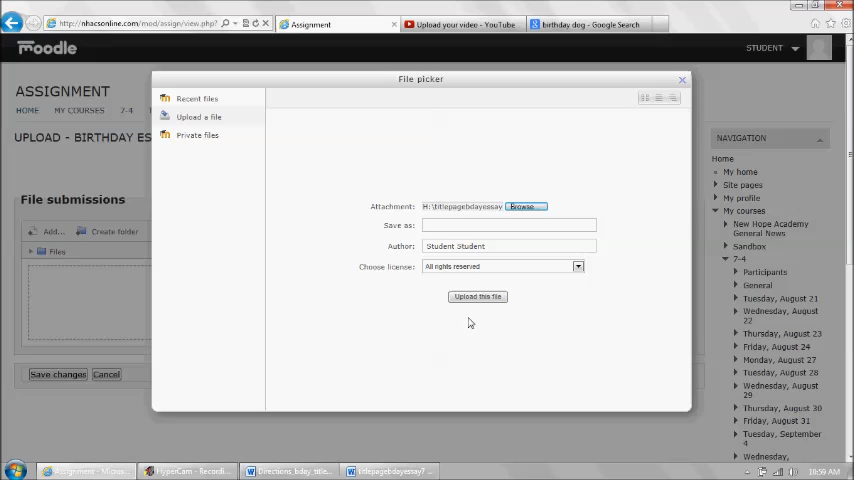 http://nhacsonline.com/mod/assign/view.php?
Assignment
Upload your video - YouTube
birthday dog - Google Search
moodle
STUDENT
ASSIGNMENT
HOME MY COURSES 7-4
UPLOAD - BIRTHDAY ES
File submissions
Add... Create folder
Files
Save changes Cancel
File picker
Recent files
Upload a file
Private files
Attachment: H:\titlepagebdayessay Browse...
Save as:
Author: Student Student
Choose license: All rights reserved
Upload this file
NAVIGATION
Home
My home
Site pages
My profile
My courses
New Hope Academy
General News
Sandbox
7-4
Participants
General
Tuesday, August 21
Wednesday, August
22
Thursday, August 23
Friday, August 24
Monday, August 27
Tuesday, August 28
Wednesday, August
29
Thursday, August 30
Friday, August 31
Tuesday, September
4
Wednesday,
Assignment - Micros...
HyperCam - Recordi...
Directions_bday_title...
titlepagebdayessay7 ...
10:59 AM